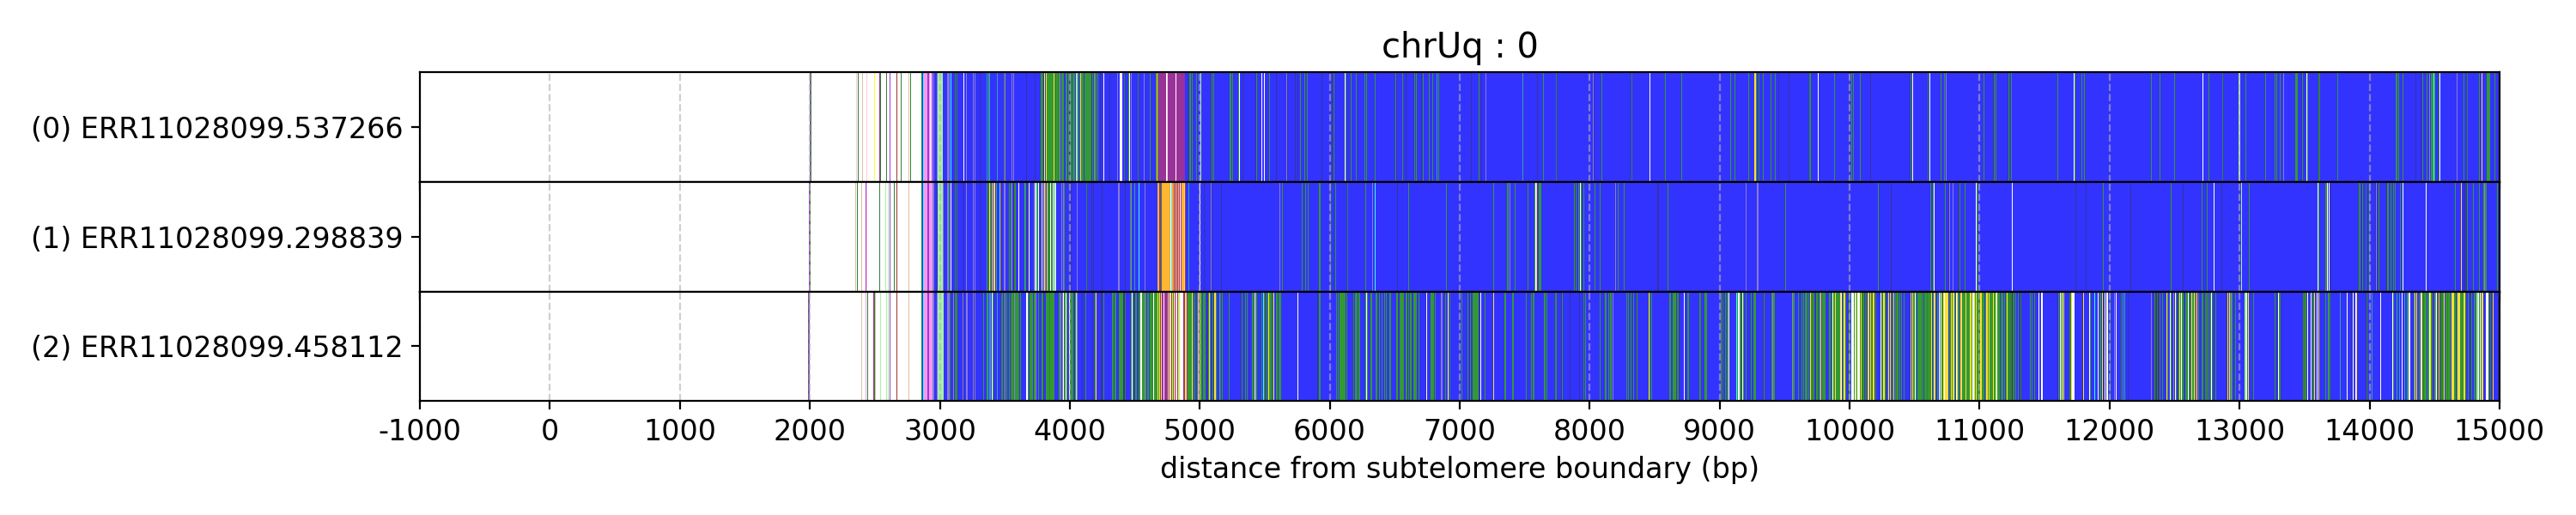 chrUq : 0
(0) ERR11028099.537266
(1) ERR11028099.298839
(2) ERR11028099.458112
-1000 0 1000 2000 3000 4000 5000 6000 7000 8000 9000 10000 11000 12000 13000 14000 15000
distance from subtelomere boundary (bp)